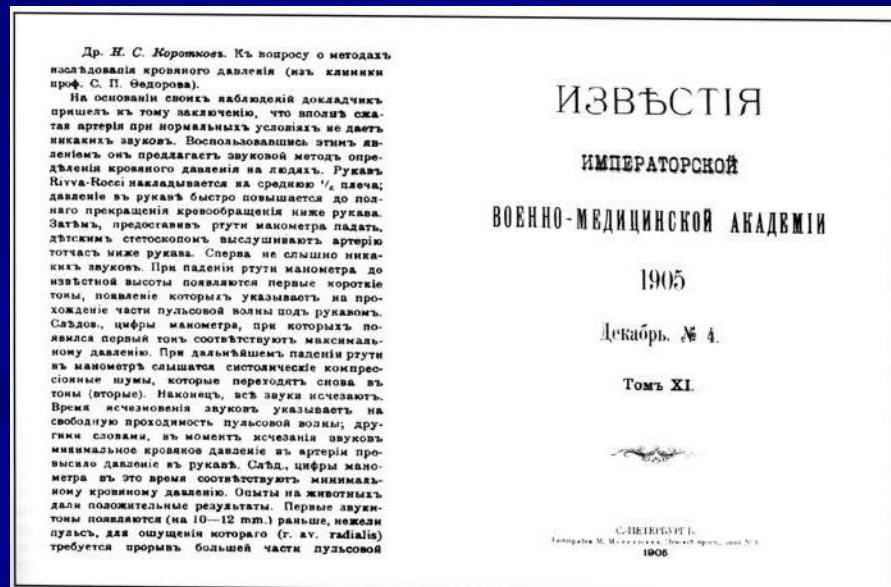 Др. Н. С. Коротковъ. Къ вопросу о методахъ
изслѣдованія кровяного давленія (изъ клиники
проф. С. П. Ѳедорова).
На основаніи своихъ наблюденій докладчикъ
пришелъ къ тому заключенію, что вполнѣ сжа-
тая артерія при нормальныхъ условіяхъ не даетъ
никакихъ звуковъ. Воспользовавшись этимъ яв-
леніемъ онъ предлагаетъ звуковой методъ опре-
дѣленія кровяного давленія на людяхъ. Рукавъ
Rivva-Rocci накладывается на среднюю плеча;
давленіе въ рукавѣ быстро повышается до пол-
наго прекращенія кровообращенія ниже рукава.
Затѣмъ, предоставивъ ртути манометра падать,
дѣтскимъ стетоскопомъ выслушиваютъ артерію
тотчасъ ниже рукава. Сперва не слышно ника-
кихъ звуковъ. При паденіи ртути манометра до
извѣстной высоты появляются первые короткіе
тоны, появленіе которыхъ указываетъ на про-
хожденіе части пульсовой волны подъ рукавомъ.
Слѣдов., цифры манометра, при которыхъ по-
явился первый тонъ соотвѣтствуютъ максималь-
ному давленію. При дальнѣйшемъ паденіи ртути
въ манометрѣ слышатся систолическіе компрес-
сіонные шумы, которые переходятъ снова въ
тоны (вторые). Наконецъ, всѣ звуки исчезаютъ.
Время исчезновенія звуковъ указываетъ на
свободную проходимость пульсовой волны; дру-
гими словами, въ моментъ исчезанія звуковъ
минимальное кровяное давленіе въ артеріи пре-
высило давленіе въ рукавѣ. Слѣд., цифры мано-
метра въ это время соотвѣтствуютъ минималь-
ному кровяному давленію. Опыты на животныхъ
дали положительные результаты. Первые звуки-
тоны появляются (на 10—12 mm.) раньше, нежели
пульсъ, для ощущенія котораго (r. av. radialis)
требуется прорывъ большей части пульсовой
ИЗВѢСТІЯ
ИМПЕРАТОРСКОЙ
ВОЕННО-МЕДИЦИНСКОЙ АКАДЕМІИ
1905
Декабрь. № 4.
Томъ XI.
С.-ПЕТЕРБУРГЪ.
Типографія М.
1905